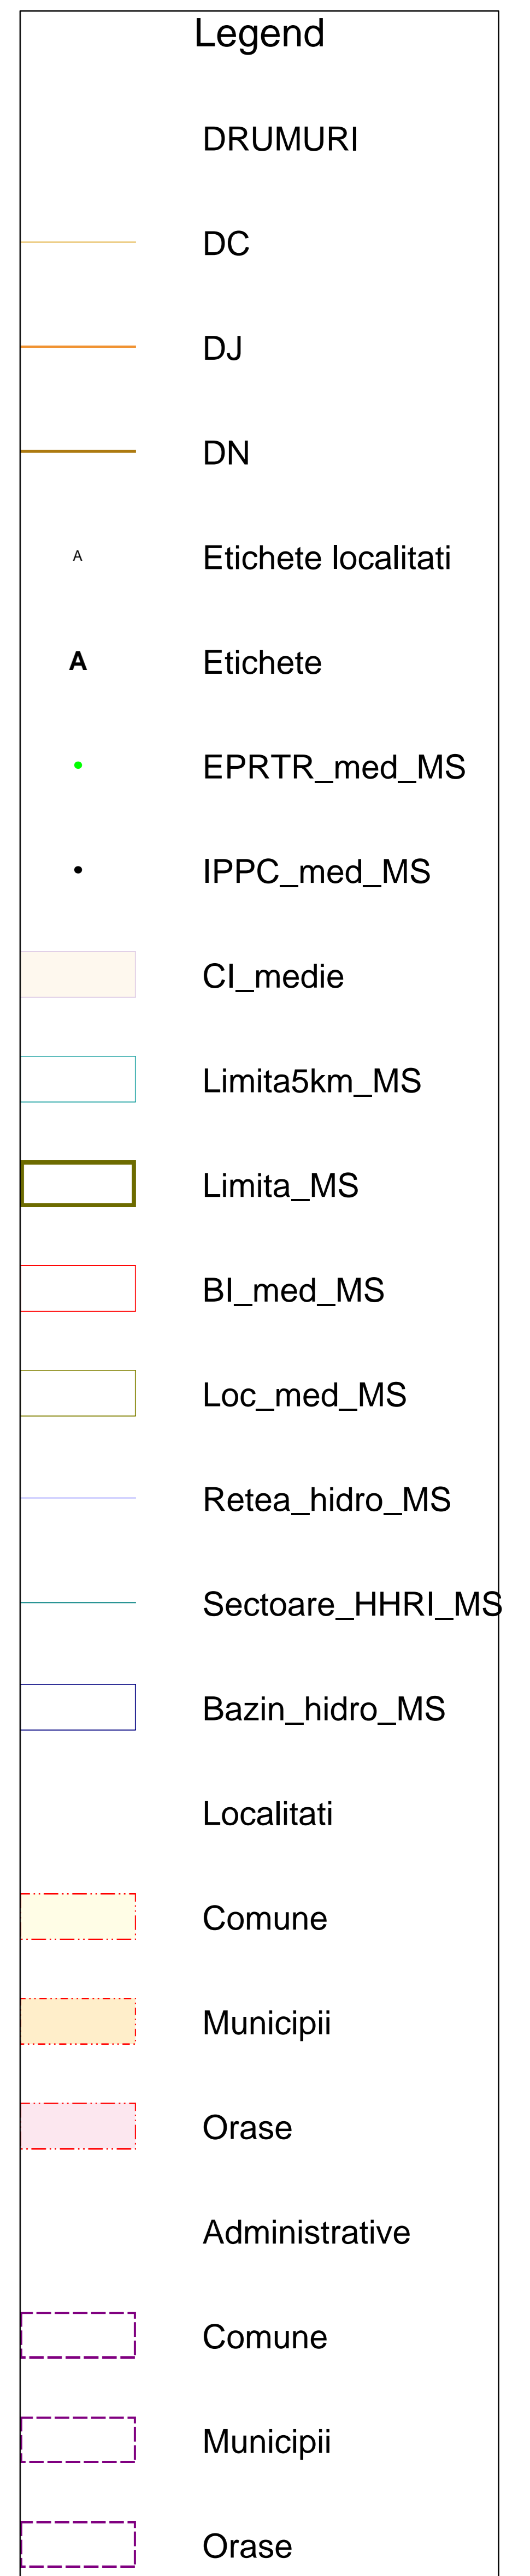 Legend
DRUMURI
DC
DJ
DN
A Etichete localitati
A Etichete
EPRTR_med_MS
IPPC_med_MS
CI_medie
Limita5km_MS
Limita_MS
BI_med_MS
Loc_med_MS
Retea_hidro_MS
Sectoare_HHRI_MS
Bazin_hidro_MS
Localitati
Comune
Municipii
Orase
Administrative
Comune
Municipii
Orase